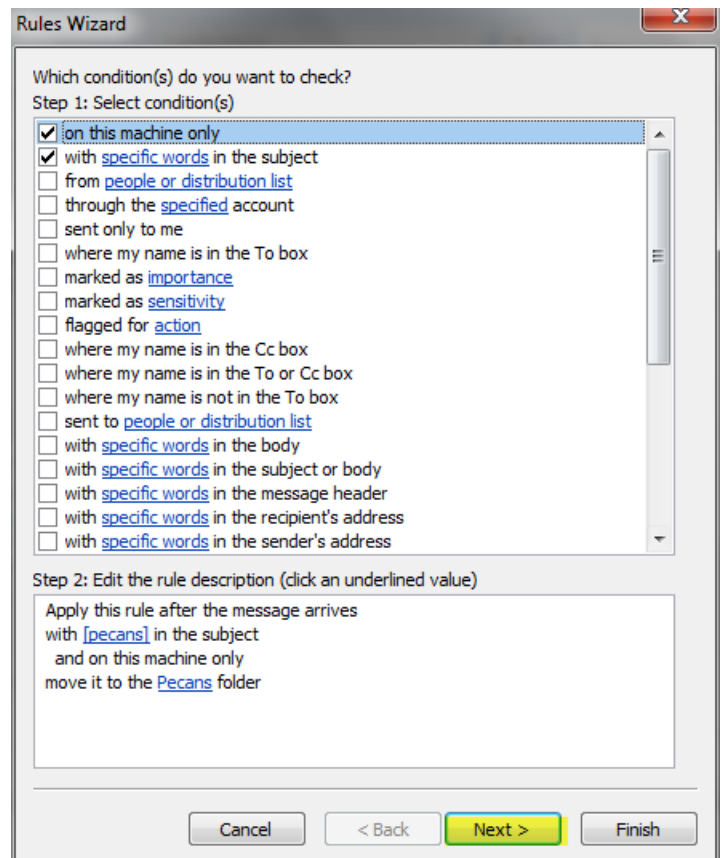 Rules Wizard
Which condition(s) do you want to check?
Step 1: Select condition(s)
on this machine only
with specific words in the subject
from people or distribution list
through the specified account
sent only to me
where my name is in the To box
marked as importance
marked as sensitivity
flagged for action
where my name is in the Cc box
where my name is in the To or Cc box
where my name is not in the To box
sent to people or distribution list
with specific words in the body
with specific words in the subject or body
with specific words in the message header
with specific words in the recipient's address
with specific words in the sender's address
Step 2: Edit the rule description (click an underlined value)
Apply this rule after the message arrives
with [pecans] in the subject
and on this machine only
move it to the Pecans folder
Cancel < Back Next > Finish